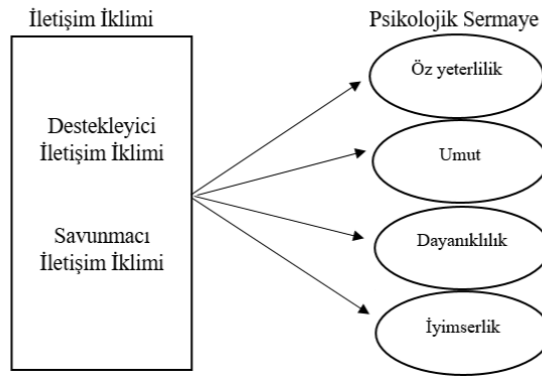 İletişim İklimi
Destekleyici
İletişim İklimi
Savunmacı
İletişim İklimi
Psikolojik Sermaye
Öz yeterlilik
Umut
Dayanıklılık
İyimserlik